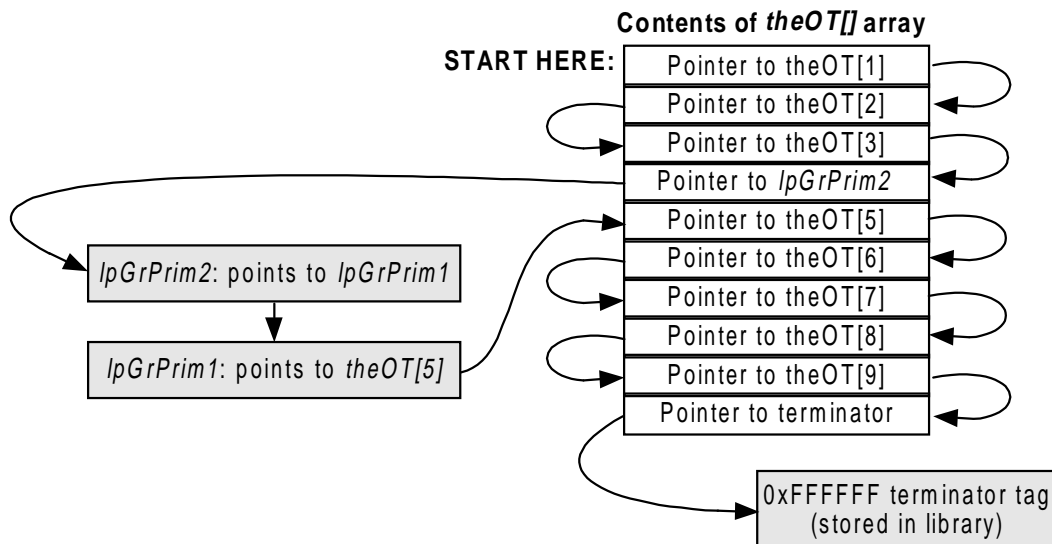 Contents of theOT[] array
START HERE:
Pointer to theOT[1]
Pointer to theOT[2]
Pointer to theOT[3]
Pointer to lpGrPrim2
Pointer to theOT[5]
Pointer to theOT[6]
Pointer to theOT[7]
Pointer to theOT[8]
Pointer to theOT[9]
Pointer to terminator
lpGrPrim2: points to lpGrPrim1
lpGrPrim1: points to theOT[5]
0xFFFFFF terminator tag
(stored in library)